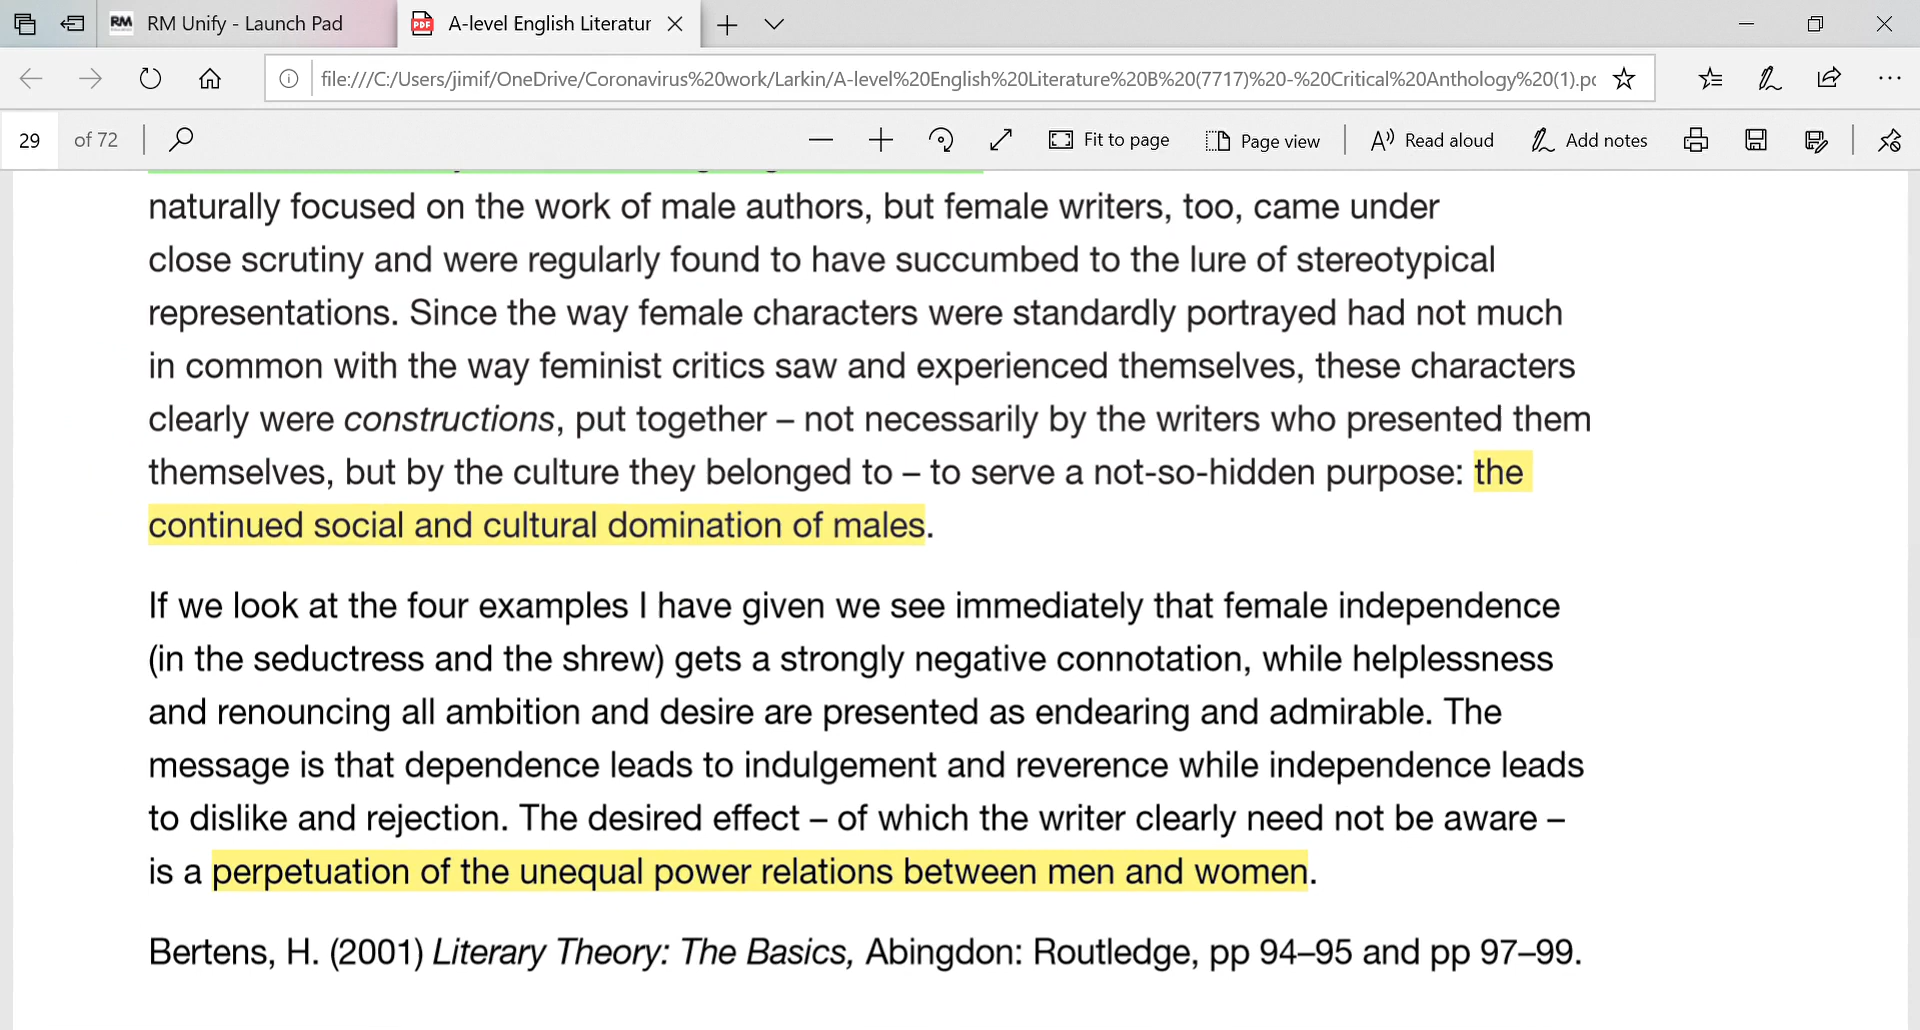 RM RM Unify - Launch Pad
PDF A-level English Literatur
file:///C:/Users/jimif/OneDrive/Coronavirus%20work/Larkin/A-level%20English%20Literature%20B%20(7717)%20-%20Critical%20Anthology%20(1).pc
29 of 72
Fit to page Page view Read aloud Add notes
naturally focused on the work of male authors, but female writers, too, came under
close scrutiny and were regularly found to have succumbed to the lure of stereotypical
representations. Since the way female characters were standardly portrayed had not much
in common with the way feminist critics saw and experienced themselves, these characters
clearly were constructions, put together – not necessarily by the writers who presented them
themselves, but by the culture they belonged to – to serve a not-so-hidden purpose: the
continued social and cultural domination of males.
If we look at the four examples I have given we see immediately that female independence
(in the seductress and the shrew) gets a strongly negative connotation, while helplessness
and renouncing all ambition and desire are presented as endearing and admirable. The
message is that dependence leads to indulgement and reverence while independence leads
to dislike and rejection. The desired effect – of which the writer clearly need not be aware –
is a perpetuation of the unequal power relations between men and women.
Bertens, H. (2001) Literary Theory: The Basics, Abingdon: Routledge, pp 94–95 and pp 97–99.